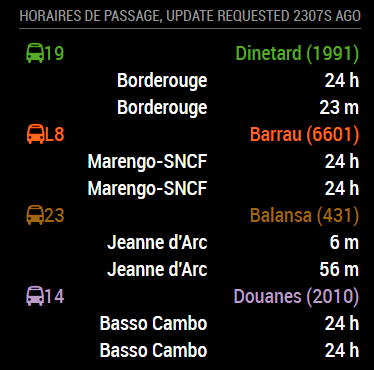 HORAIRES DE PASSAGE, UPDATE REQUESTED 2307S AGO
19 Dinetard (1991)
Borderouge 24 h
Borderouge 23 m
L8 Barrau (6601)
Marengo-SNCF 24 h
Marengo-SNCF 24 h
23 Balansa (431)
Jeanne d'Arc 6 m
Jeanne d'Arc 56 m
14 Douanes (2010)
Basso Cambo 24 h
Basso Cambo 24 h